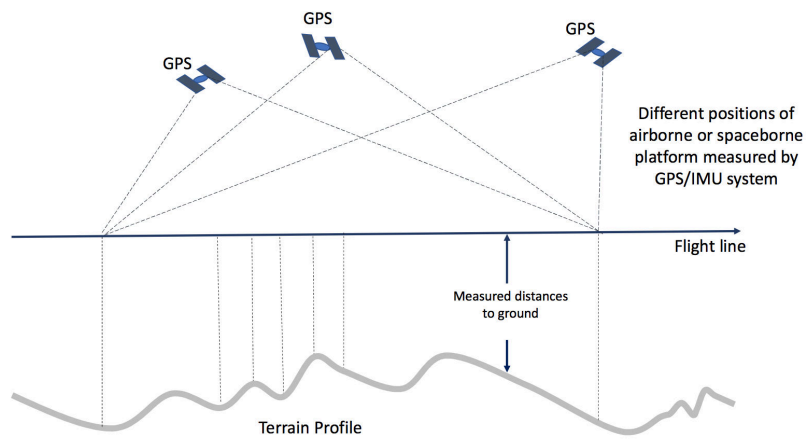 GPS
GPS
GPS
Different positions of
airborne or spaceborne
platform measured by
GPS/IMU system
Flight line
Measured distances
to ground
Terrain Profile